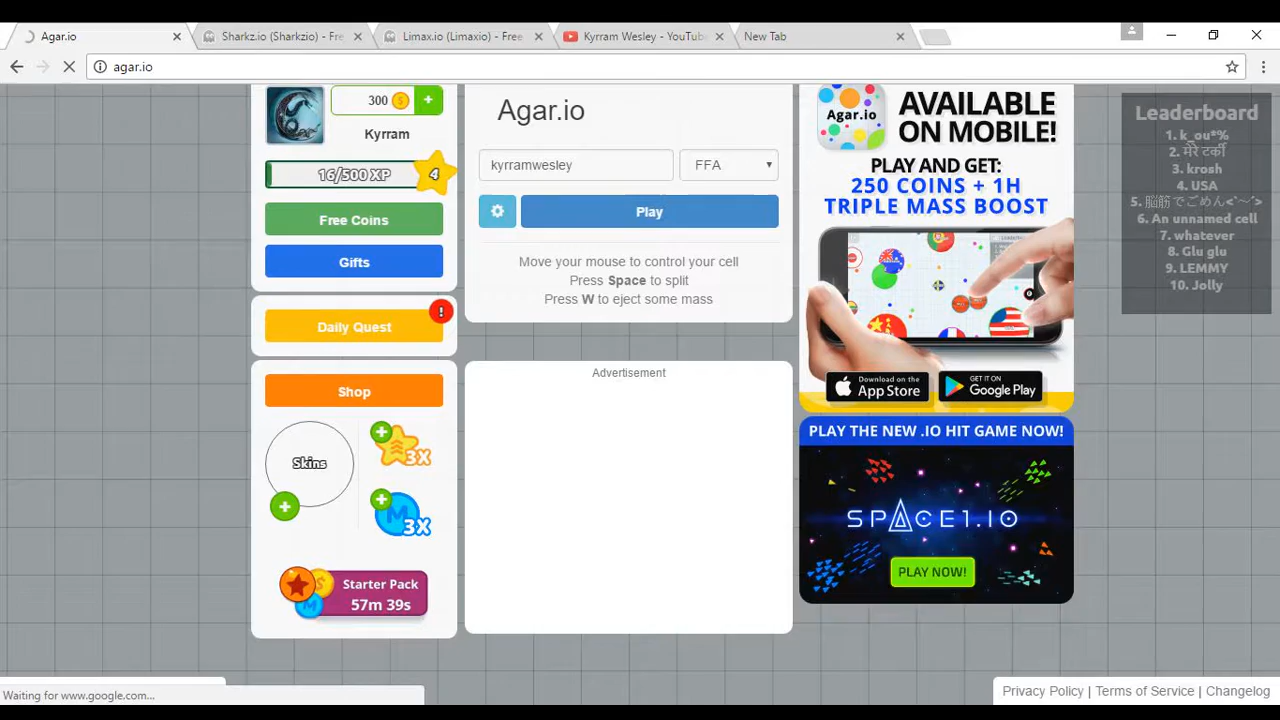 Agar.io
Sharkz.io (Sharkzio) - Fre
Limax.io (Limaxio) - Free
Kyrram Wesley - YouTube
New Tab
agar.io
300
Kyrram
16/500 XP
4
Free Coins
Gifts
Daily Quest
!
Shop
Skins
3X
M
3X
Starter Pack
M
57m 39s
Agar.io
kyrramwesley
FFA
Play
Move your mouse to control your cell
Press Space to split
Press W to eject some mass
Advertisement
Agar.io
AVAILABLE
ON MOBILE!
PLAY AND GET:
250 COINS + 1H
TRIPLE MASS BOOST
Download on the
App Store
GET IT ON
Google Play
PLAY THE NEW .IO HIT GAME NOW!
SPACE1.IO
PLAY NOW!
Leaderboard
1. k_ou*%
2. मेरे टर्की
3. krosh
4. USA
5. 脳筋でごめん<`~´>
6. An unnamed cell
7. whatever
8. Glu glu
9. LEMMY
10. Jolly
Waiting for www.google.com...
Privacy Policy | Terms of Service | Changelog